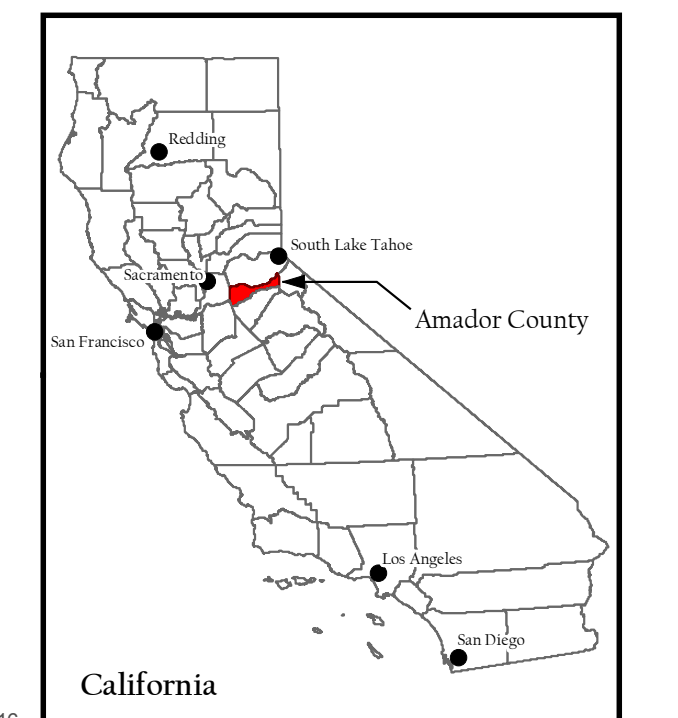 Redding
South Lake Tahoe
Sacramento
Amador County
San Francisco
Los Angeles
San Diego
California